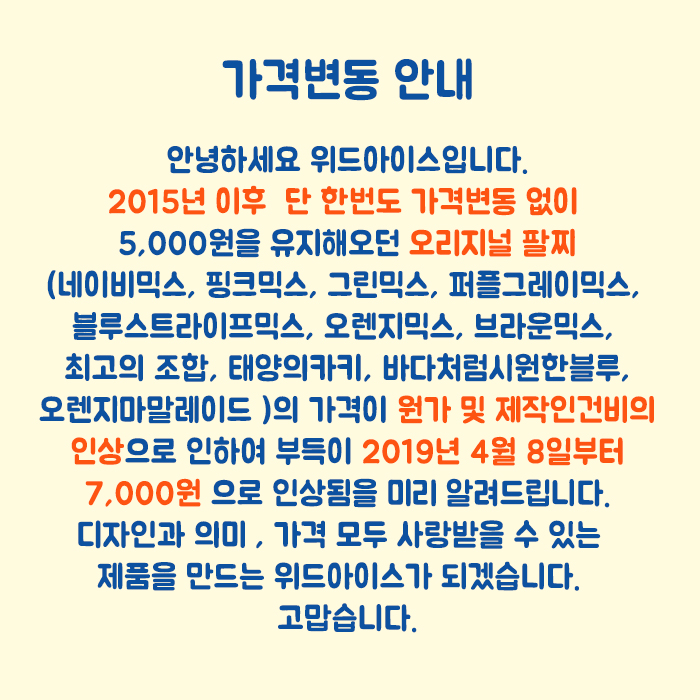 가격변동 안내
안녕하세요 위드아이스입니다.
2015년 이후 단 한번도 가격변동 없이
5,000원을 유지해오던 오리지널 팔찌
(네이비믹스, 핑크믹스, 그린믹스, 퍼플그레이믹스,
블루스트라이프믹스, 오렌지믹스, 브라운믹스,
최고의 조합, 태양의카키, 바다처럼시원한블루,
오렌지마말레이드 )의 가격이 원가 및 제작인건비의
인상으로 인하여 부득이 2019년 4월 8일부터
7,000원 으로 인상됨을 미리 알려드립니다.
디자인과 의미 , 가격 모두 사랑받을 수 있는
제품을 만드는 위드아이스가 되겠습니다.
고맙습니다.